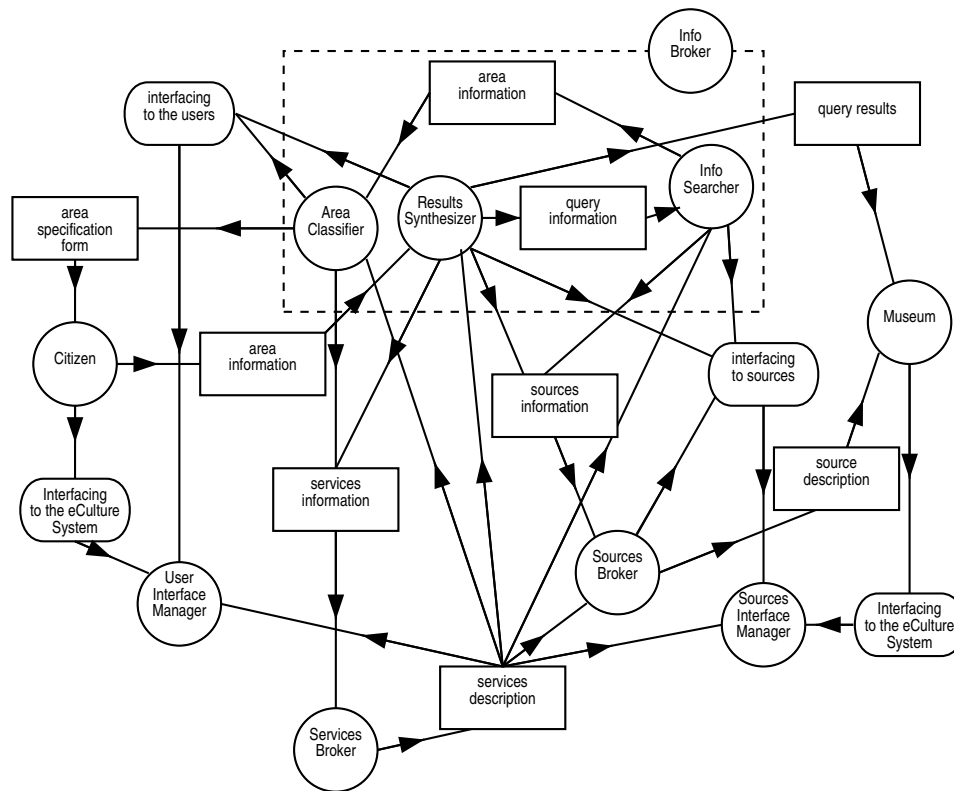 Info
Broker
area
information
interfacing
to the users
query results
Info
Searcher
area
specification
form
Area
Classifier
Results
Synthesizer
query
information
Museum
Citizen
area
information
interfacing
to sources
sources
information
source
description
Interfacing
to the eCulture
System
services
information
Sources
Broker
User
Interface
Manager
Sources
Interface
Manager
Interfacing
to the eCulture
System
services
description
Services
Broker